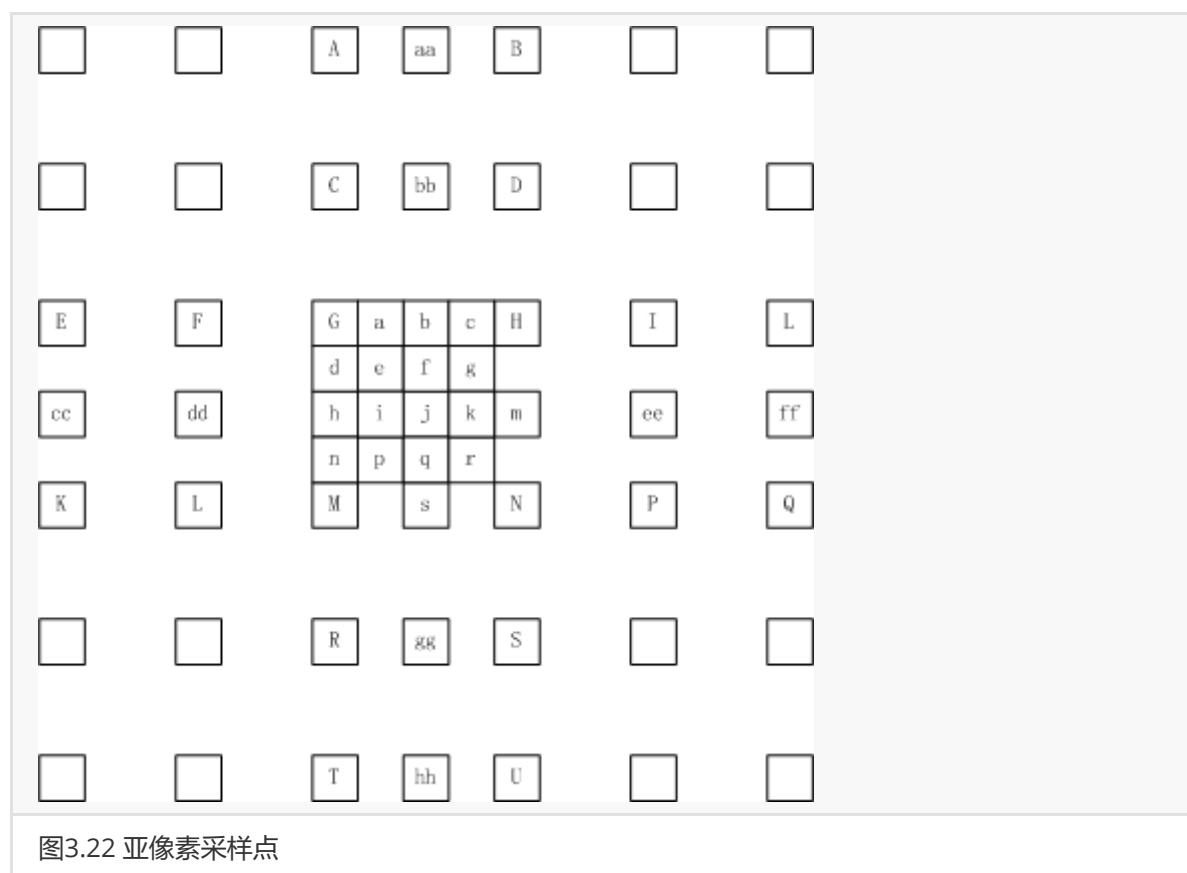 A aa B
C bb D
E F G a b c H I L
d e f g
cc dd h i j k m ee ff
n p q r
K L M s N P Q
R gg S
T hh U
图3.22 亚像素采样点